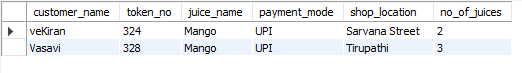 customer_name token_no juice_name payment_mode shop_location no_of_juices
veKiran 324 Mango UPI Sarvana Street 2
Vasavi 328 Mango UPI Tirupathi 3